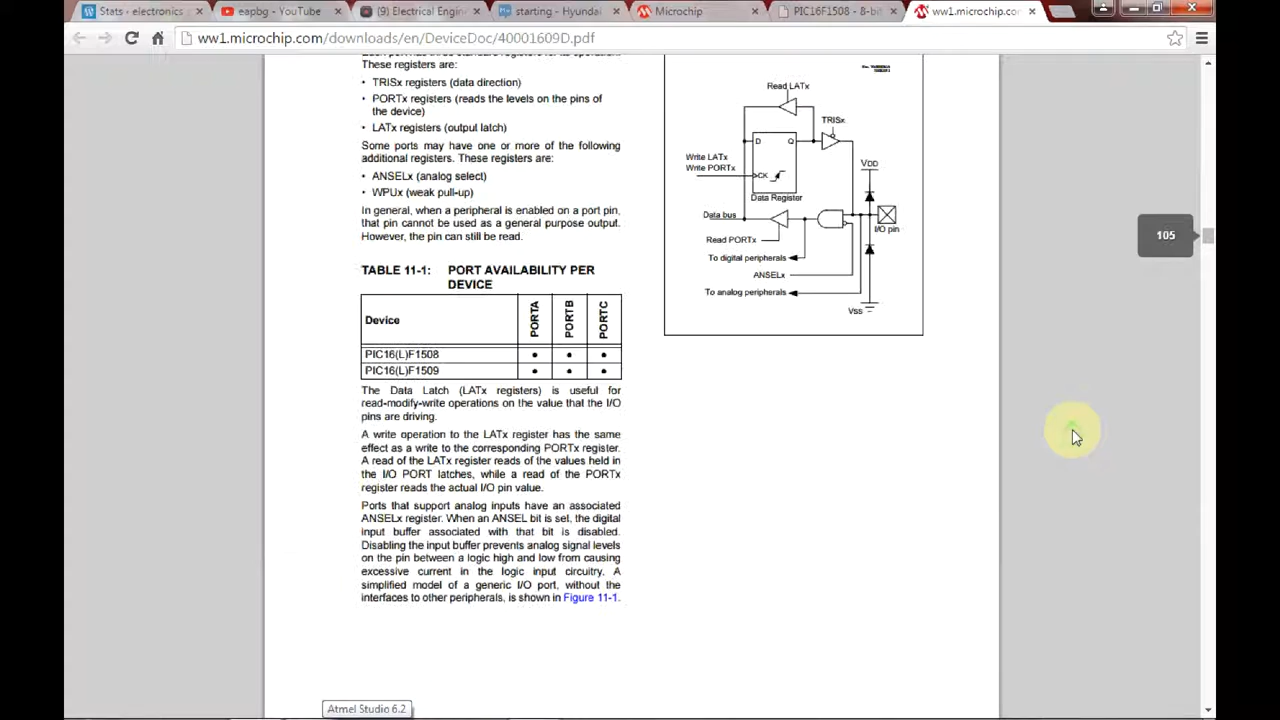 Stats - electronics
eapbg - YouTube
(9) Electrical Engin
starting - Hyundai
Microchip
PIC16F1508 - 8-bit
ww1.microchip.com
ww1.microchip.com/downloads/en/DeviceDoc/40001609D.pdf
These registers are:
• TRISx registers (data direction)
• PORTx registers (reads the levels on the pins of
the device)
• LATx registers (output latch)
Some ports may have one or more of the following
additional registers. These registers are:
• ANSELx (analog select)
• WPUx (weak pull-up)
In general, when a peripheral is enabled on a port pin,
that pin cannot be used as a general purpose output.
However, the pin can still be read.
TABLE 11-1: PORT AVAILABILITY PER
DEVICE
Device PORTA PORTB PORTC
PIC16(L)F1508 • • •
PIC16(L)F1509 • • •
The Data Latch (LATx registers) is useful for
read-modify-write operations on the value that the I/O
pins are driving.
A write operation to the LATx register has the same
effect as a write to the corresponding PORTx register.
A read of the LATx register reads of the values held in
the I/O PORT latches, while a read of the PORTx
register reads the actual I/O pin value.
Ports that support analog inputs have an associated
ANSELx register. When an ANSEL bit is set, the digital
input buffer associated with that bit is disabled.
Disabling the input buffer prevents analog signal levels
on the pin between a logic high and low from causing
excessive current in the logic input circuitry. A
simplified model of a generic I/O port, without the
interfaces to other peripherals, is shown in Figure 11-1.
Read LATx
TRISx
D Q
Write LATx
Write PORTx
CK
VDD
Data Register
Data bus
I/O pin
Read PORTx
To digital peripherals
ANSELx
To analog peripherals
VSS
105
Atmel Studio 6.2